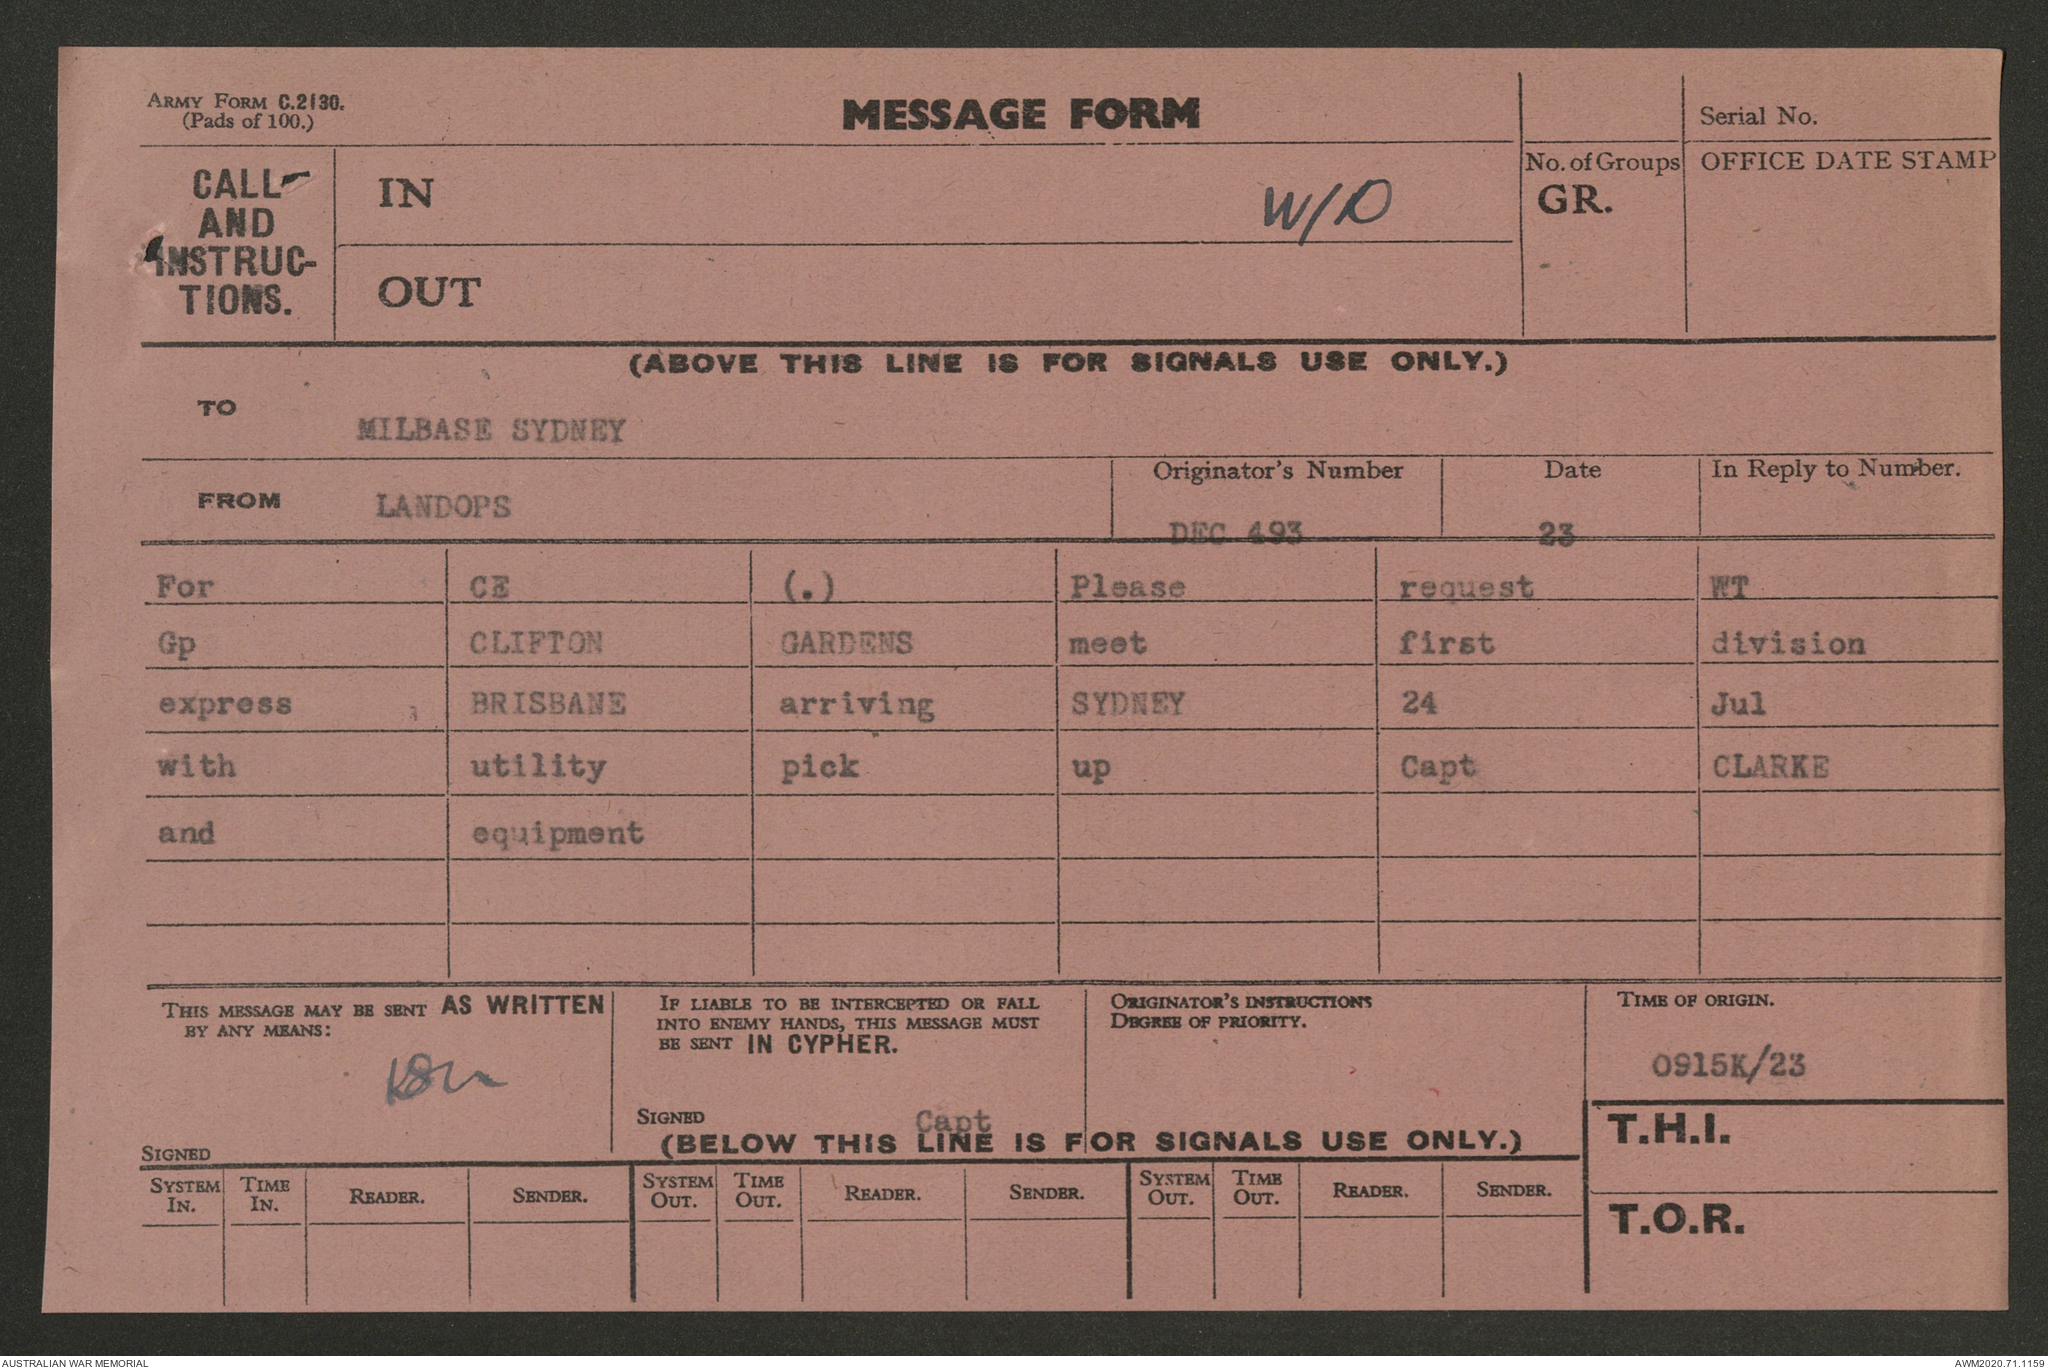 ARMY FORM C.2130.
(Pads of 100.)
MESSAGE FORM
Serial No.
CALL
AND
INSTRUC-
TIONS.
IN
W/D
No. of Groups
GR.
OFFICE DATE STAMP
OUT
(ABOVE THIS LINE IS FOR SIGNALS USE ONLY.)
TO
MILBASE SYDNEY
FROM
LANDOPS
Originator's Number
DEC 493
Date
23
In Reply to Number.
For CE (.) Please request WT
Gp CLIFTON GARDENS meet first division
express BRISBANE arriving SYDNEY 24 Jul
with utility pick up Capt CLARKE
and equipment
THIS MESSAGE MAY BE SENT AS WRITTEN
BY ANY MEANS:
SIGNED
IF LIABLE TO BE INTERCEPTED OR FALL
INTO ENEMY HANDS, THIS MESSAGE MUST
BE SENT IN CYPHER.
SIGNED
Capt
ORIGINATOR'S INSTRUCTIONS
DEGREE OF PRIORITY.
TIME OF ORIGIN.
0915K/23
(BELOW THIS LINE IS FOR SIGNALS USE ONLY.)
T.H.I.
T.O.R.
SYSTEM IN.
TIME IN.
READER.
SENDER.
SYSTEM OUT.
TIME OUT.
READER.
SENDER.
SYSTEM OUT.
TIME OUT.
READER.
SENDER.
AUSTRALIAN WAR MEMORIAL
AWM2020.71.1159